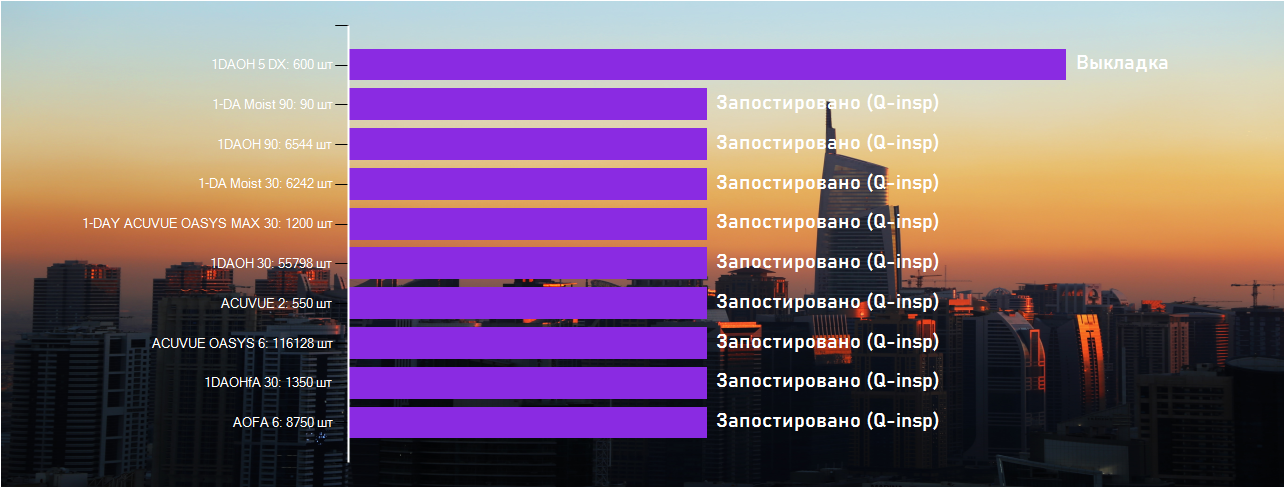 1DAOH 5 DX: 600 шт Выкладка
1-DA Moist 90: 90 шт Запостировано (Q-insp)
1DAOH 90: 6544 шт Запостировано (Q-insp)
1-DA Moist 30: 6242 шт Запостировано (Q-insp)
1-DAY ACUVUE OASYS MAX 30: 1200 шт Запостировано (Q-insp)
1DAOH 30: 55798 шт Запостировано (Q-insp)
ACUVUE 2: 550 шт Запостировано (Q-insp)
ACUVUE OASYS 6: 116128 шт Запостировано (Q-insp)
1DAOHfA 30: 1350 шт Запостировано (Q-insp)
AOFA 6: 8750 шт Запостировано (Q-insp)